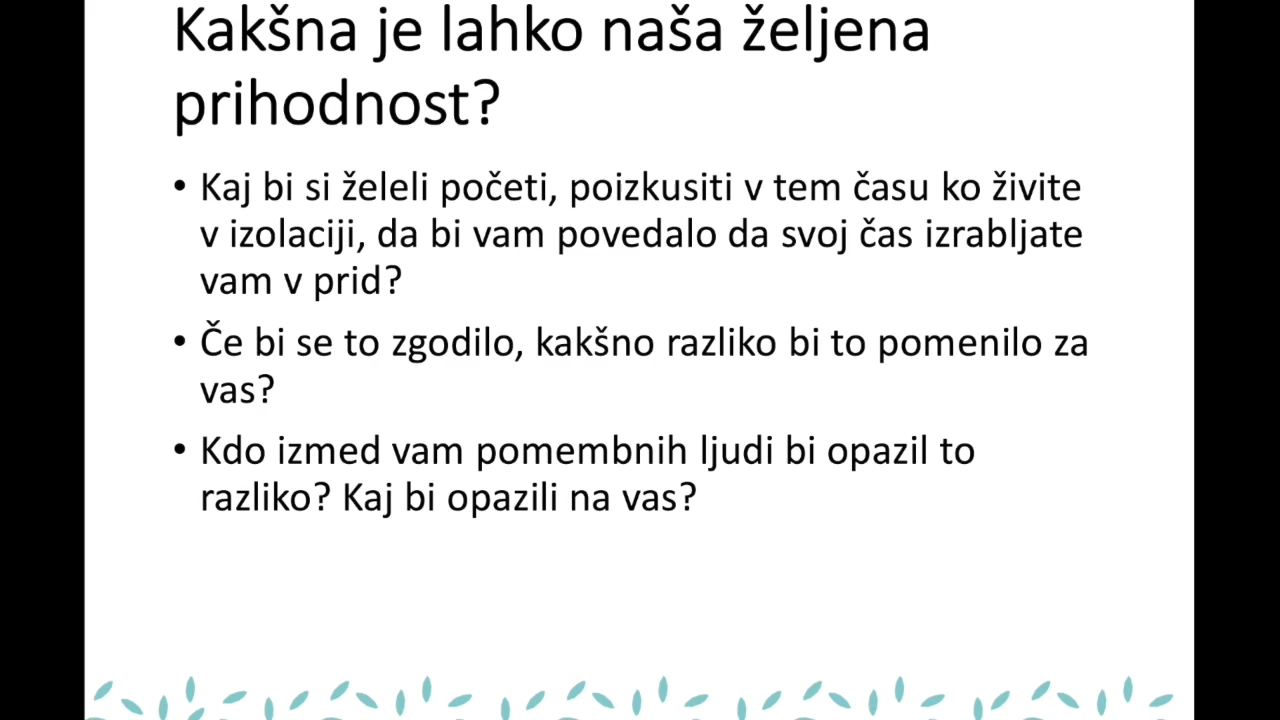 Kakšna je lahko naša željena
prihodnost?
• Kaj bi si želeli početi, poizkusiti v tem času ko živite
v izolaciji, da bi vam povedalo da svoj čas izrabljate
vam v prid?
• Če bi se to zgodilo, kakšno razliko bi to pomenilo za
vas?
• Kdo izmed vam pomembnih ljudi bi opazil to
razliko? Kaj bi opazili na vas?